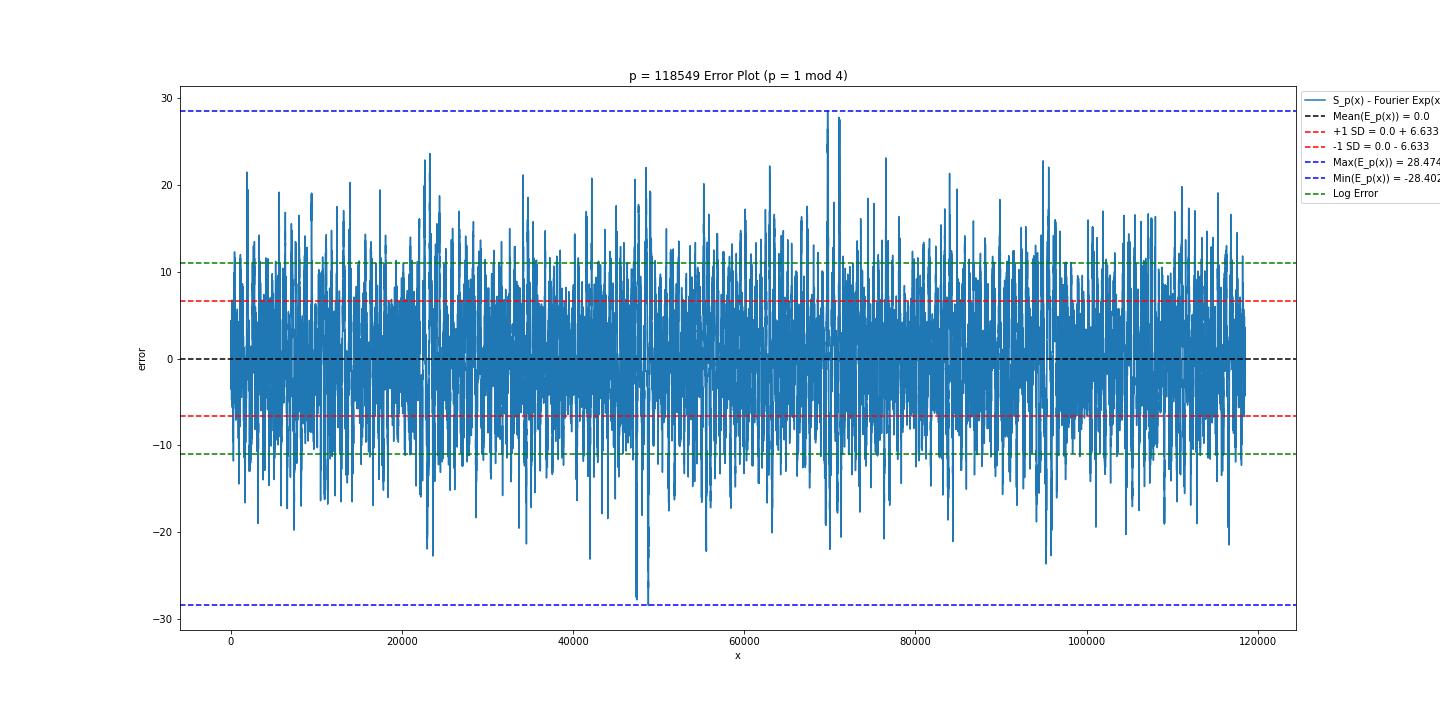 p = 118549 Error Plot (p = 1 mod 4)
30
20
10
0
−10
−20
−30
error
0
20000
40000
60000
80000
100000
120000
x
S_p(x) - Fourier Exp(x
Mean(E_p(x)) = 0.0
+1 SD = 0.0 + 6.633
-1 SD = 0.0 - 6.633
Max(E_p(x)) = 28.474
Min(E_p(x)) = -28.402
Log Error